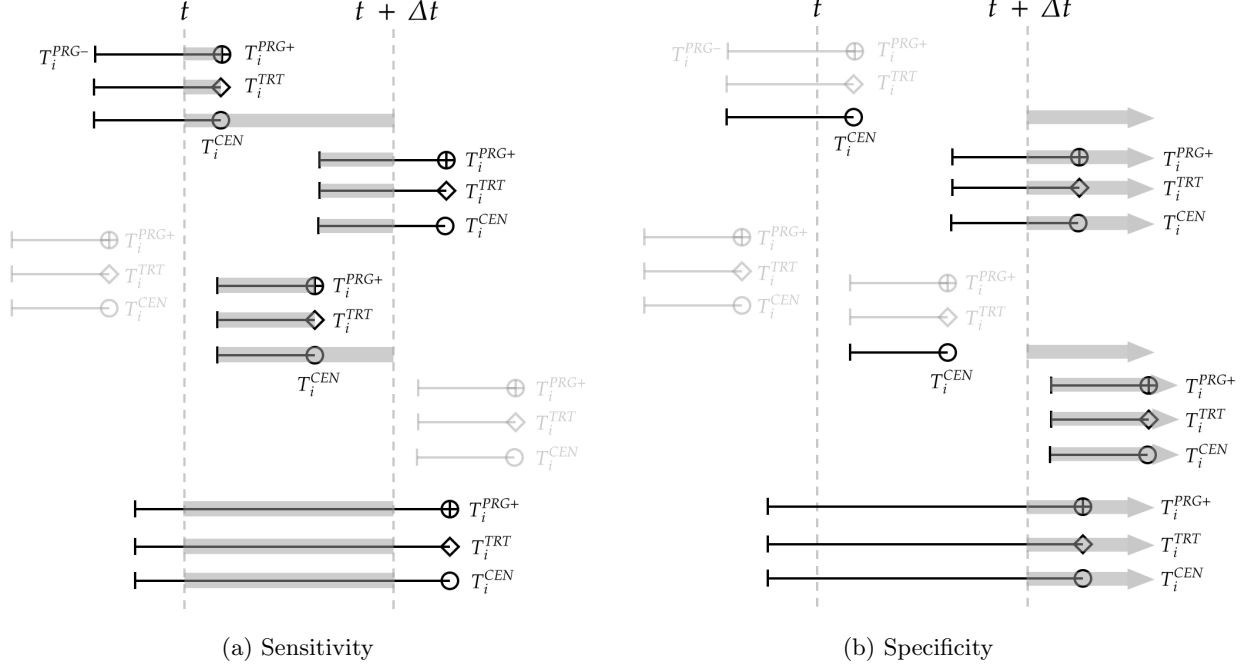 t t + Δt t t + Δt
T_i^{PRG−} T_i^{PRG+} T_i^{PRG−} T_i^{PRG+}
T_i^{TRT} T_i^{TRT}
T_i^{CEN} T_i^{CEN}
T_i^{PRG+} T_i^{PRG+}
T_i^{TRT} T_i^{TRT}
T_i^{CEN} T_i^{CEN}
T_i^{PRG+} T_i^{PRG+}
T_i^{TRT} T_i^{TRT}
T_i^{CEN} T_i^{CEN}
T_i^{PRG+} T_i^{PRG+}
T_i^{TRT} T_i^{TRT}
T_i^{CEN} T_i^{CEN}
T_i^{PRG+} T_i^{PRG+}
T_i^{TRT} T_i^{TRT}
T_i^{CEN} T_i^{CEN}
T_i^{PRG+} T_i^{PRG+}
T_i^{TRT} T_i^{TRT}
T_i^{CEN} T_i^{CEN}
(a) Sensitivity (b) Specificity